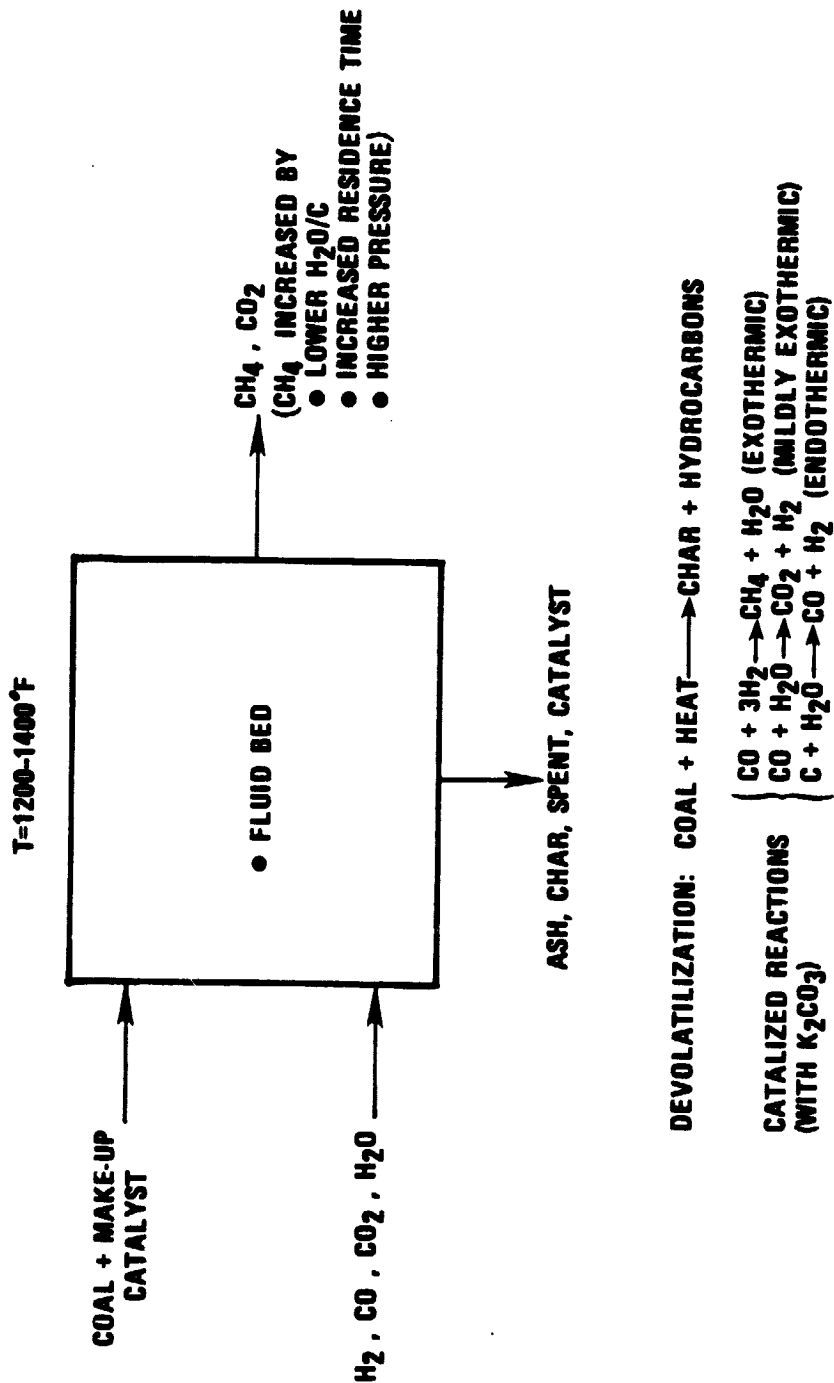 T=1200-1400°F
COAL + MAKE-UP
CATALYST
H₂, CO, CO₂, H₂O
● FLUID BED
CH₄, CO₂
(CH₄ INCREASED BY
● LOWER H₂O/C
● INCREASED RESIDENCE TIME
● HIGHER PRESSURE)
ASH, CHAR, SPENT, CATALYST
DEVOLATILIZATION: COAL + HEAT → CHAR + HYDROCARBONS
CATALIZED REACTIONS
(WITH K₂CO₃)
CO + 3H₂ → CH₄ + H₂O (EXOTHERMIC)
CO + H₂O → CO₂ + H₂ (MILDLY EXOTHERMIC)
C + H₂O → CO + H₂ (ENDOTHERMIC)